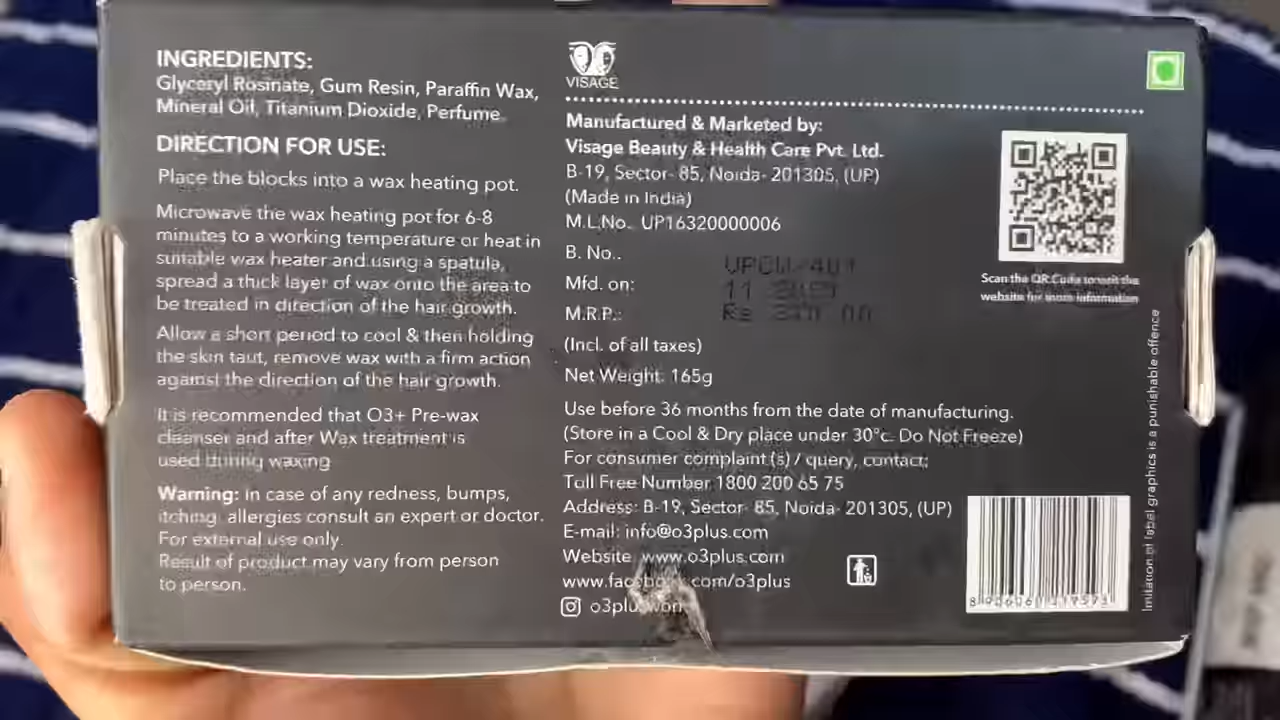 INGREDIENTS:
Glyceryl Rosinate, Gum Resin, Paraffin Wax,
Mineral Oil, Titanium Dioxide, Perfume.
DIRECTION FOR USE:
Place the blocks into a wax heating pot.
Microwave the wax heating pot for 6-8
minutes to a working temperature or heat in
suitable wax heater and using a spatula,
spread a thick layer of wax onto the area to
be treated in direction of the hair growth.
Allow a short period to cool & then holding
the skin taut, remove wax with a firm action
against the direction of the hair growth.
It is recommended that O3+ Pre-wax
cleanser and after Wax treatment is
used during waxing
Warning: in case of any redness, bumps,
itching, allergies consult an expert or doctor.
For external use only.
Result of product may vary from person
to person.
VISAGE
Manufactured & Marketed by:
Visage Beauty & Health Care Pvt. Ltd.
B-19, Sector- 85, Noida- 201305, (UP)
(Made in India)
M.L.No.. UP16320000006
B. No..
Mfd. on:
M.R.P.:
(Incl. of all taxes)
Net Weight: 165g
Use before 36 months from the date of manufacturing.
(Store in a Cool & Dry place under 30°c. Do Not Freeze)
For consumer complaint (s) / query, contact;
Toll Free Number 1800 200 65 75
Address: B-19, Sector- 85, Noida- 201305, (UP)
E-mail: info@o3plus.com
Website www.o3plus.com
www.facebook.com/o3plus
Scan the QR Code to visit the
website for more information
Imitation of label graphics is a punishable offence